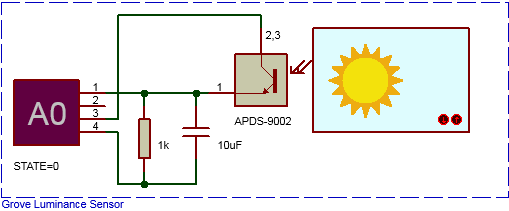 2,3
1
2
3
4
A0
1
APDS-9002
1k
10uF
STATE=0
Grove Luminance Sensor